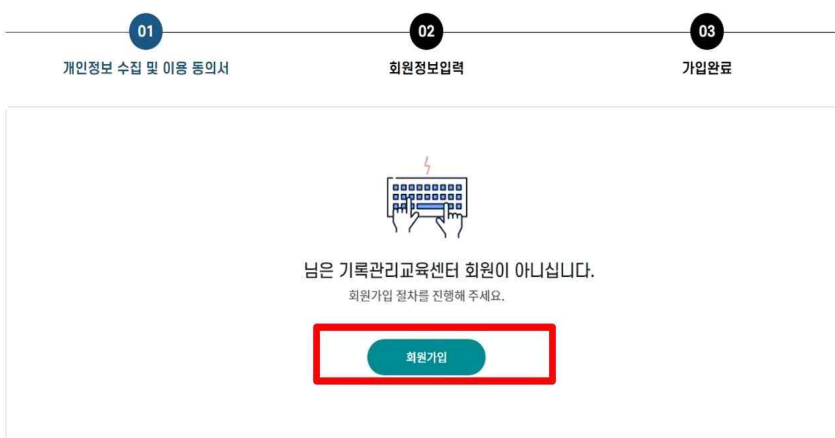 01
02
03
개인정보 수집 및 이용 동의서
회원정보입력
가입완료
님은 기록관리교육센터 회원이 아니십니다.
회원가입 절차를 진행해 주세요.
회원가입